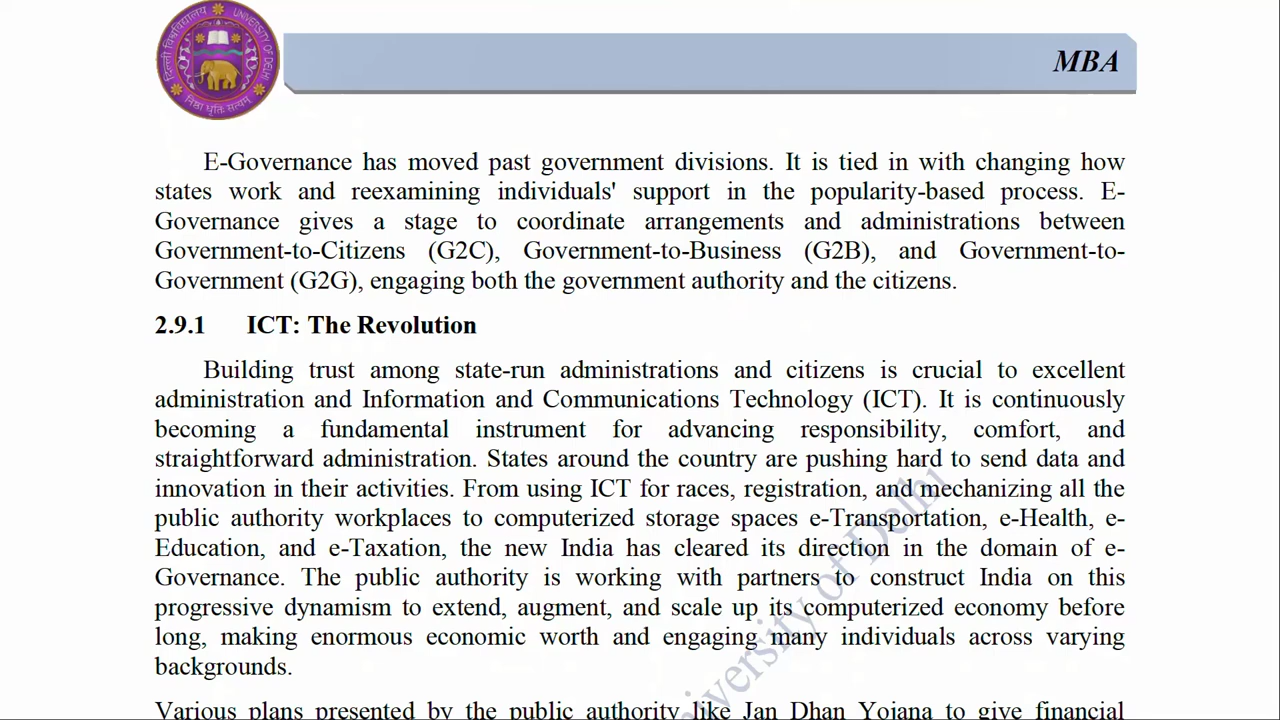 दिल्ली विश्वविद्यालय UNIVERSITY OF DELHI
निष्ठा धृतिः सत्यम्
MBA
E-Governance has moved past government divisions. It is tied in with changing how
states work and reexamining individuals' support in the popularity-based process. E-
Governance gives a stage to coordinate arrangements and administrations between
Government-to-Citizens (G2C), Government-to-Business (G2B), and Government-to-
Government (G2G), engaging both the government authority and the citizens.
2.9.1 ICT: The Revolution
Building trust among state-run administrations and citizens is crucial to excellent
administration and Information and Communications Technology (ICT). It is continuously
becoming a fundamental instrument for advancing responsibility, comfort, and
straightforward administration. States around the country are pushing hard to send data and
innovation in their activities. From using ICT for races, registration, and mechanizing all the
public authority workplaces to computerized storage spaces e-Transportation, e-Health, e-
Education, and e-Taxation, the new India has cleared its direction in the domain of e-
Governance. The public authority is working with partners to construct India on this
progressive dynamism to extend, augment, and scale up its computerized economy before
long, making enormous economic worth and engaging many individuals across varying
backgrounds.
Various plans presented by the public authority like Jan Dhan Yojana to give financial
niversity of Delhi